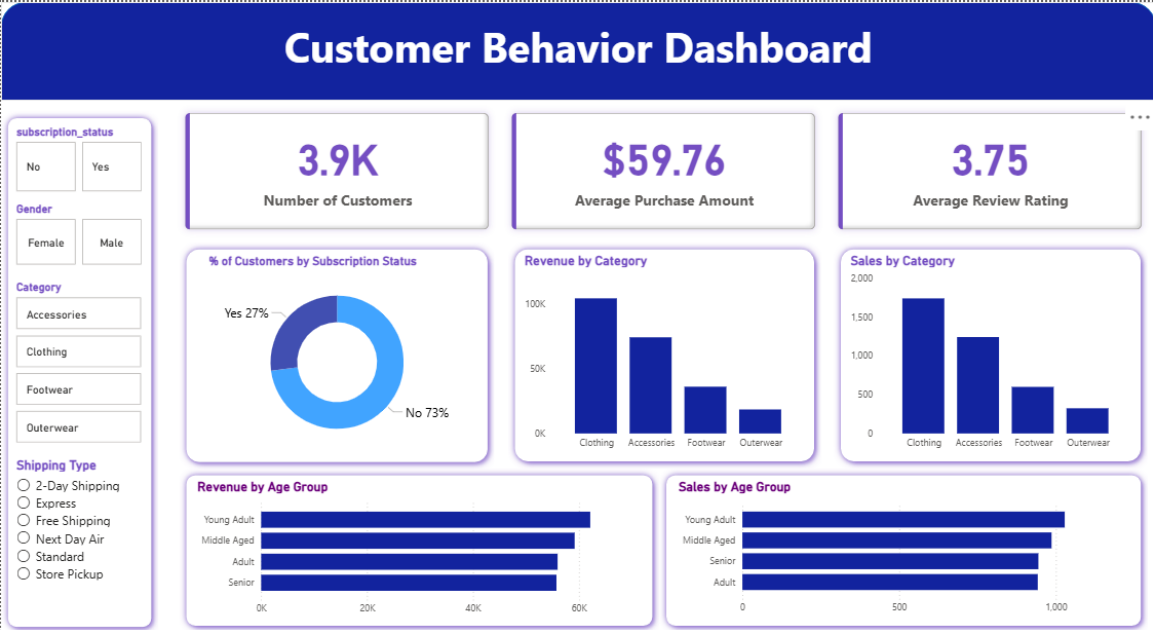 Customer Behavior Dashboard
subscription_status
No
Yes
Gender
Female
Male
Category
Accessories
Clothing
Footwear
Outerwear
Shipping Type
2-Day Shipping
Express
Free Shipping
Next Day Air
Standard
Store Pickup
3.9K
Number of Customers
$59.76
Average Purchase Amount
3.75
Average Review Rating
% of Customers by Subscription Status
Yes 27%
No 73%
Revenue by Category
100K
50K
0K
Clothing Accessories Footwear Outerwear
Sales by Category
2,000
1,500
1,000
500
0
Clothing Accessories Footwear Outerwear
Revenue by Age Group
Young Adult
Middle Aged
Adult
Senior
0K 20K 40K 60K
Sales by Age Group
Young Adult
Middle Aged
Senior
Adult
0 500 1,000